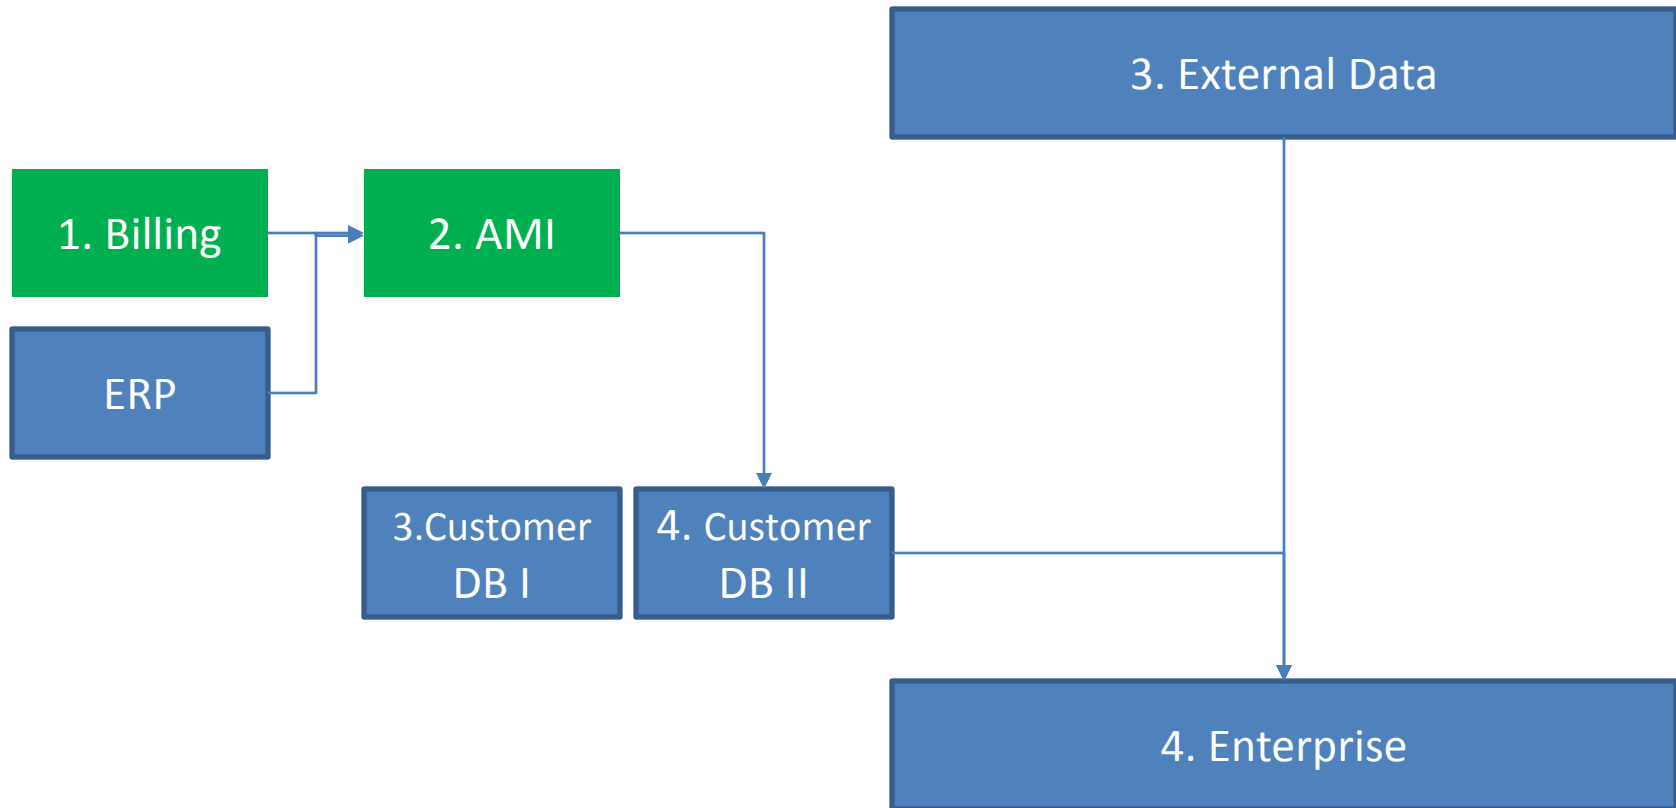 3. External Data
1. Billing
2. AMI
ERP
3.Customer
DB I
4. Customer
DB II
4. Enterprise